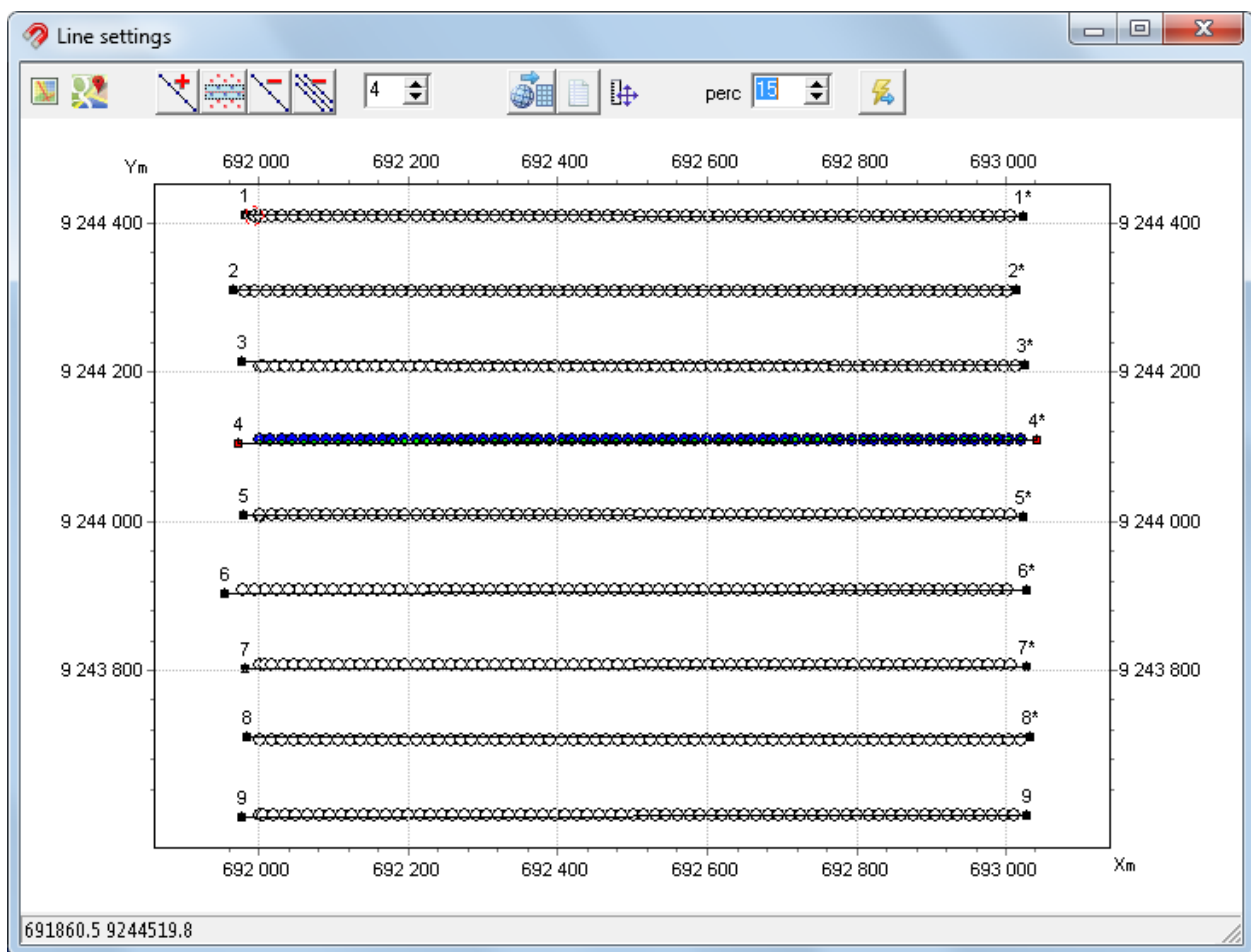 Line settings
4
perc 15
Ym 692 000 692 200 692 400 692 600 692 800 693 000
1 1*
9 244 400 9 244 400
2 2*
3 3*
9 244 200 9 244 200
4 4*
5 5*
9 244 000 9 244 000
6 6*
7 7*
9 243 800 9 243 800
8 8*
9 9
692 000 692 200 692 400 692 600 692 800 693 000 Xm
691860.5 9244519.8